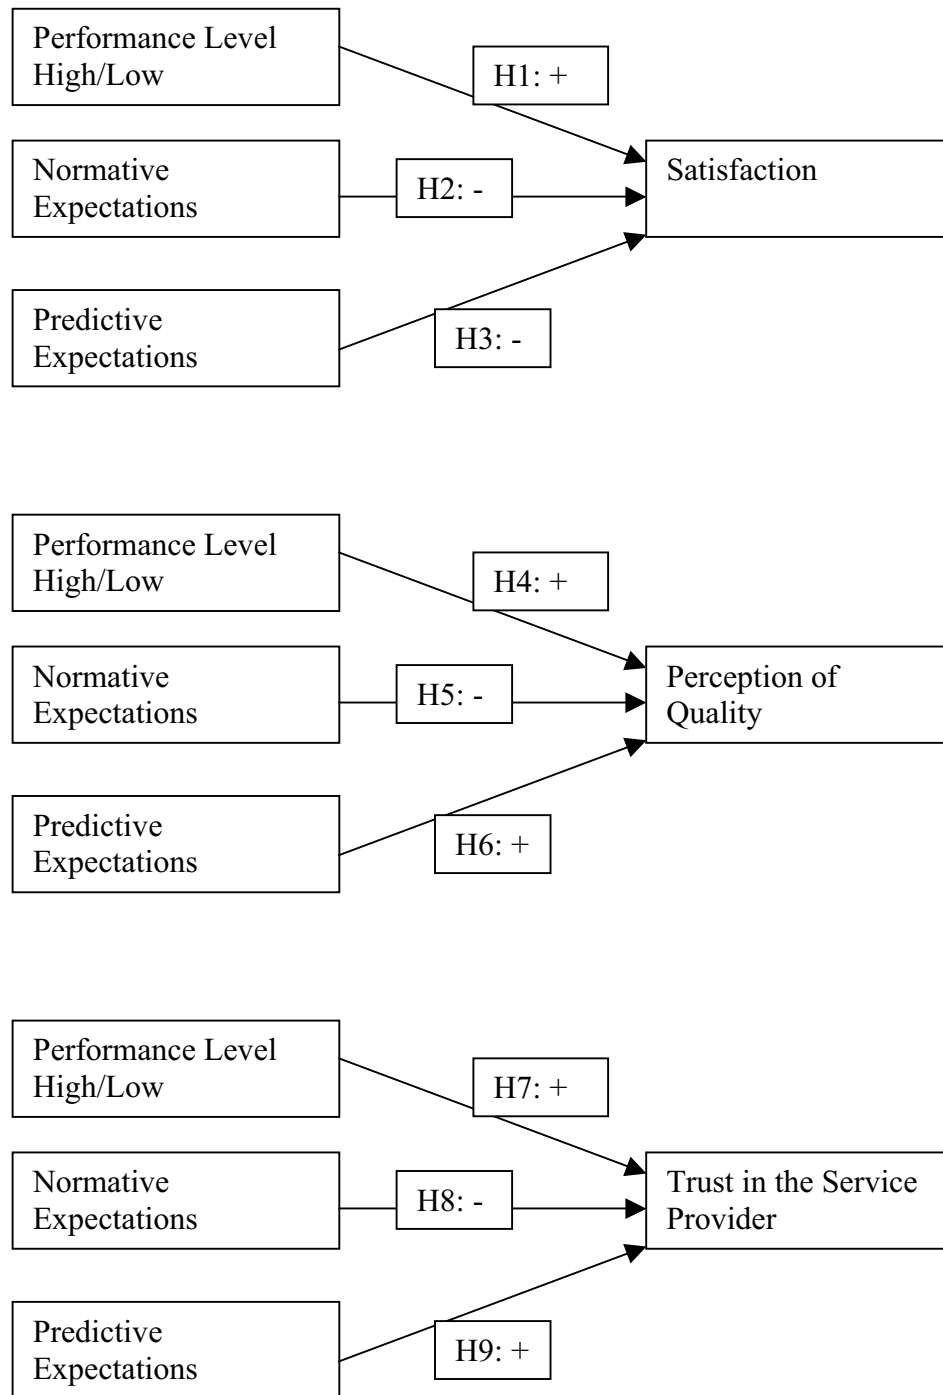 Performance Level
High/Low
H1: +
Normative
Expectations
H2: -
Satisfaction
Predictive
Expectations
H3: -
Performance Level
High/Low
H4: +
Normative
Expectations
H5: -
Perception of
Quality
Predictive
Expectations
H6: +
Performance Level
High/Low
H7: +
Normative
Expectations
H8: -
Trust in the Service
Provider
Predictive
Expectations
H9: +